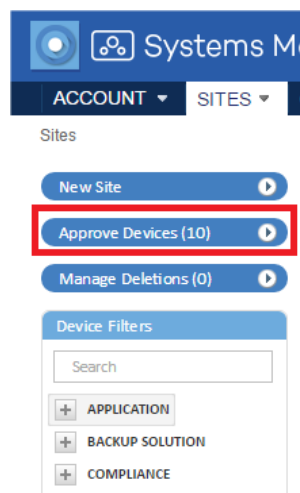 Systems M
ACCOUNT SITES
Sites
New Site
Approve Devices (10)
Manage Deletions (0)
Device Filters
Search
APPLICATION
BACKUP SOLUTION
COMPLIANCE